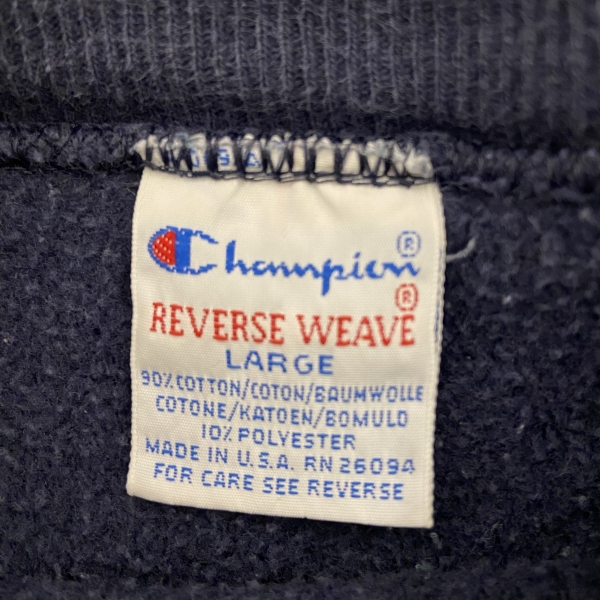 Champion®
REVERSE WEAVE®
LARGE
90% COTTON/COTON/BAUMWOLLE
COTONE/KATOEN/BOMULD
10% POLYESTER
MADE IN U.S.A. RN 26094
FOR CARE SEE REVERSE